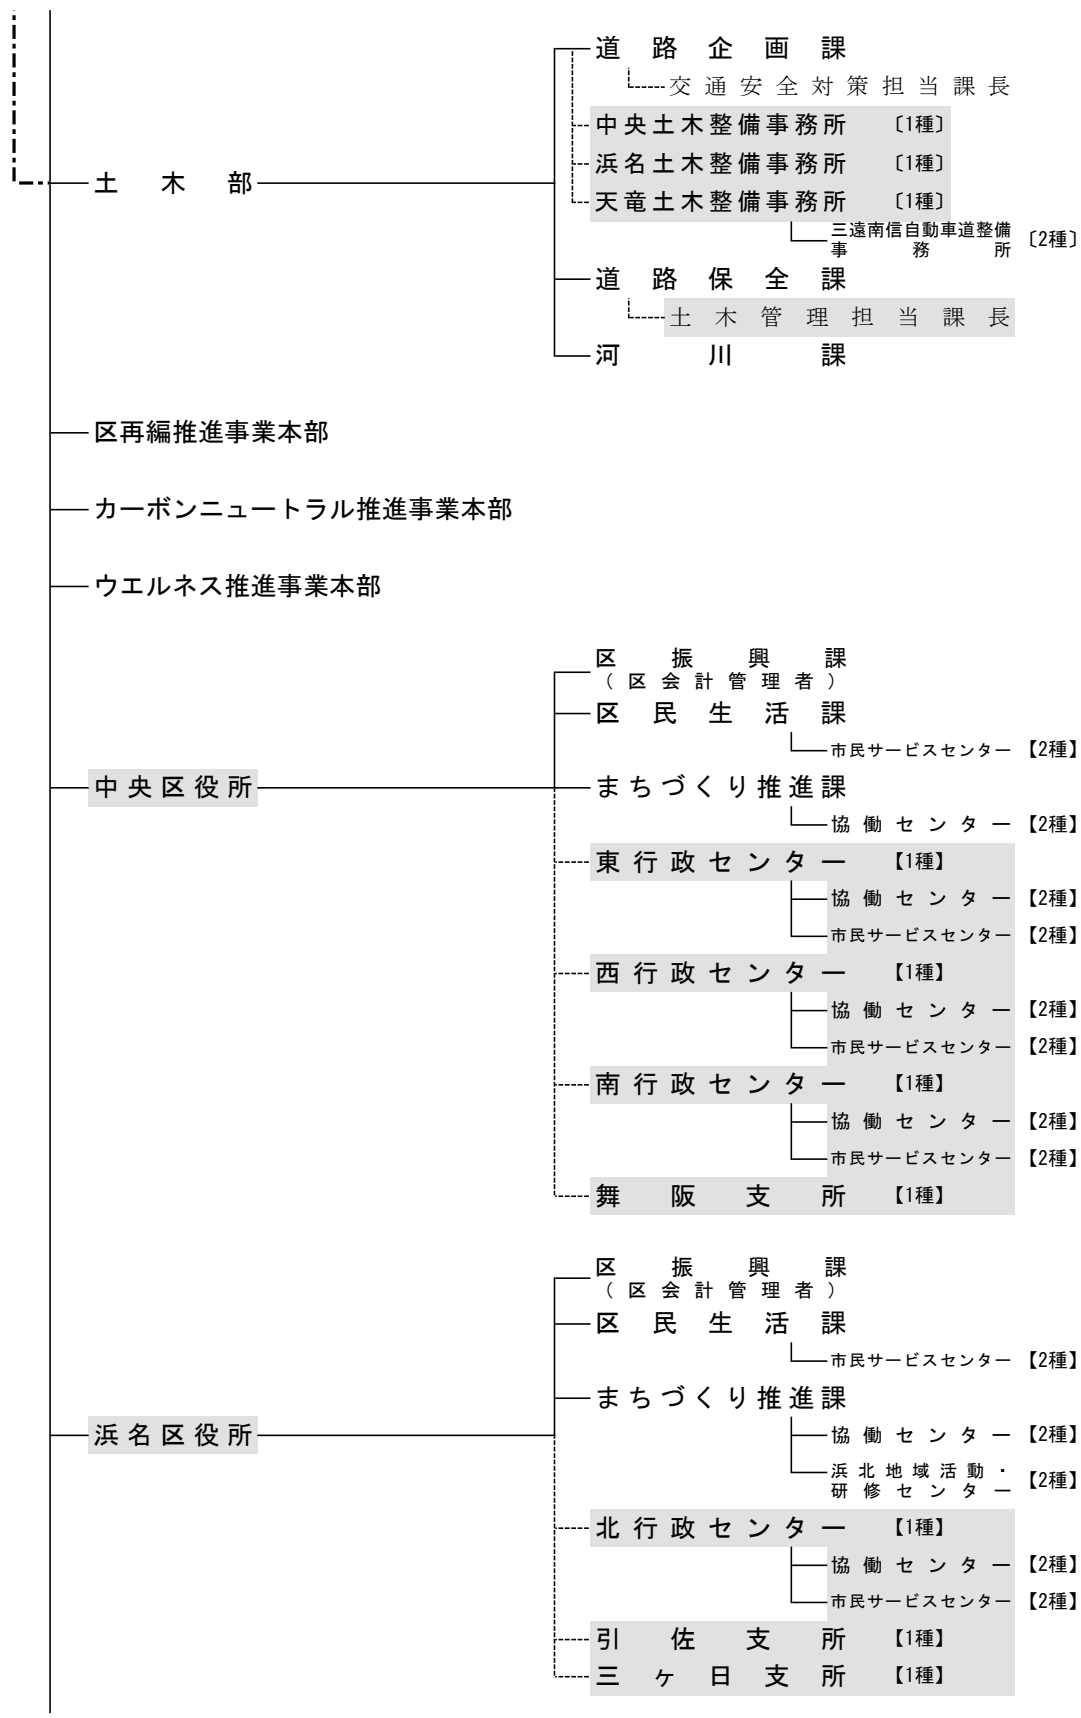 道路企画課
交通安全対策担当課長
中央土木整備事務所 〔1種〕
浜名土木整備事務所 〔1種〕
土木部
天竜土木整備事務所 〔1種〕
三遠南信自動車道整備
事務所 〔2種〕
道路保全課
土木管理担当課長
河川課
区再編推進事業本部
カーボンニュートラル推進事業本部
ウエルネス推進事業本部
区振興課
（区会計管理者）
区民生活課
市民サービスセンター 【2種】
中央区役所
まちづくり推進課
協働センター 【2種】
東行政センター 【1種】
協働センター 【2種】
市民サービスセンター 【2種】
西行政センター 【1種】
協働センター 【2種】
市民サービスセンター 【2種】
南行政センター 【1種】
協働センター 【2種】
市民サービスセンター 【2種】
舞阪支所 【1種】
区振興課
（区会計管理者）
区民生活課
市民サービスセンター 【2種】
まちづくり推進課
浜名区役所
協働センター 【2種】
浜北地域活動・
研修センター 【2種】
北行政センター 【1種】
協働センター 【2種】
市民サービスセンター 【2種】
引佐支所 【1種】
三ヶ日支所 【1種】